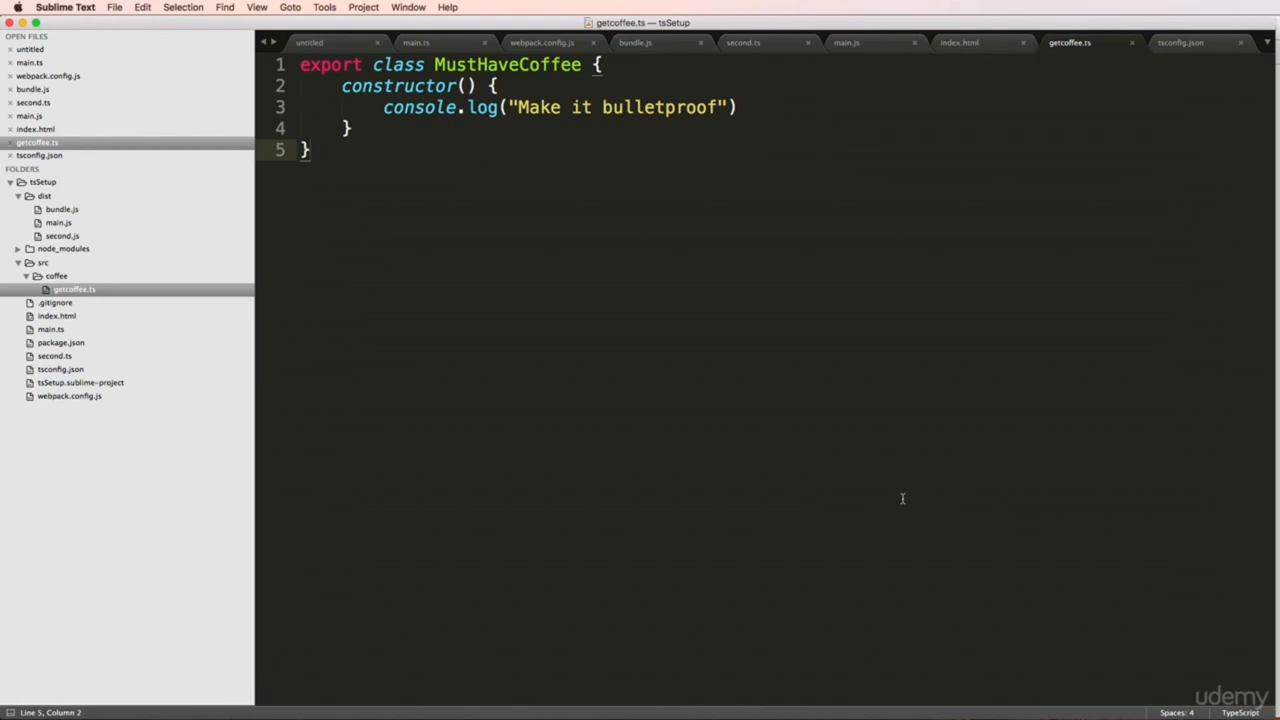 Sublime Text File Edit Selection Find View Goto Tools Project Window Help
getcoffee.ts — tsSetup
OPEN FILES
untitled
main.ts
webpack.config.js
bundle.js
second.ts
main.js
index.html
getcoffee.ts
tsconfig.json
FOLDERS
tsSetup
dist
bundle.js
main.js
second.js
node_modules
src
coffee
getcoffee.ts
.gitignore
index.html
main.ts
package.json
second.ts
tsconfig.json
tsSetup.sublime-project
webpack.config.js
untitled main.ts webpack.config.js bundle.js second.ts main.js index.html getcoffee.ts tsconfig.json
1 export class MustHaveCoffee {
2 constructor() {
3 console.log("Make it bulletproof")
4 }
5 }
udemy
Line 5, Column 2 Spaces: 4 TypeScript